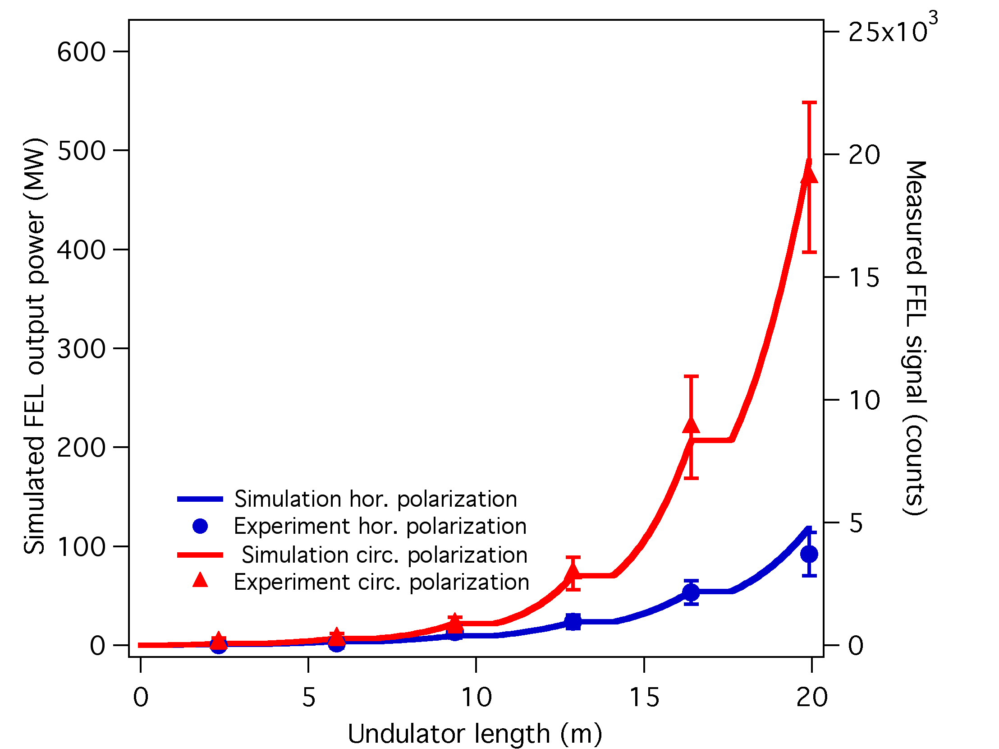 Simulated FEL output power (MW)
600
500
400
300
200
100
0
25x10³
20
15
10
5
0
Measured FEL signal (counts)
Simulation hor. polarization
Experiment hor. polarization
Simulation circ. polarization
Experiment circ. polarization
0 5 10 15 20
Undulator length (m)